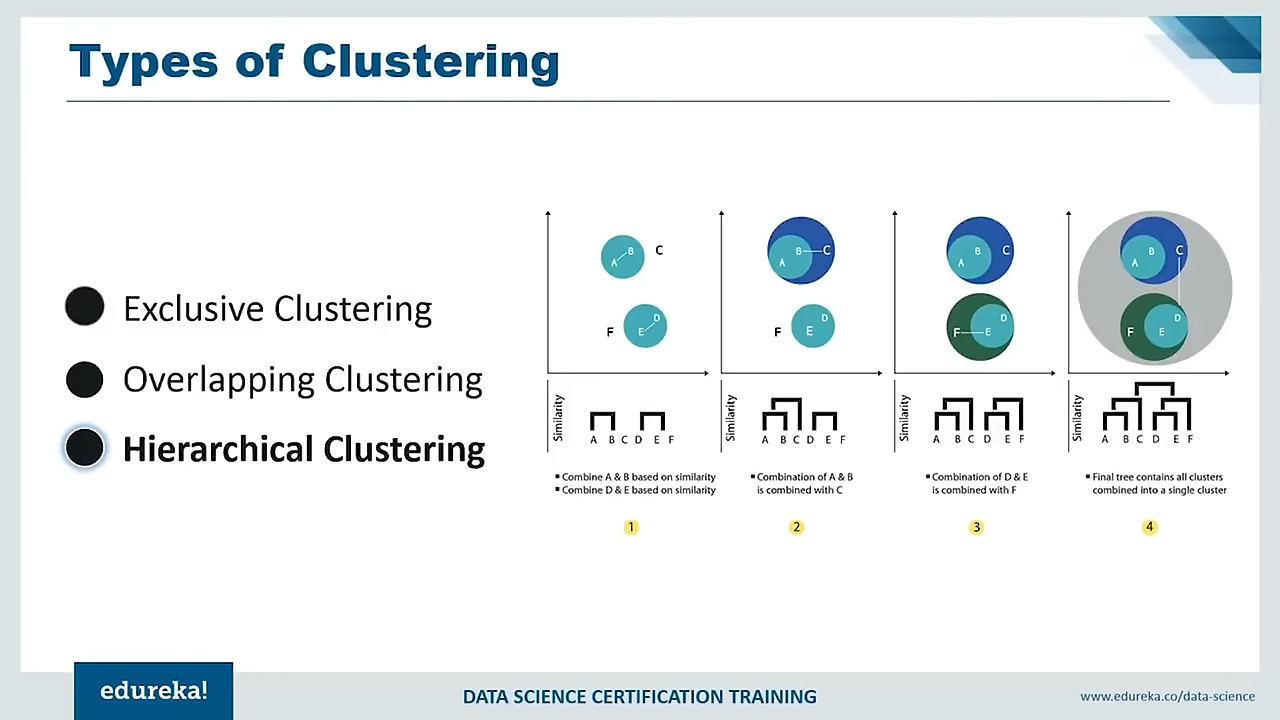 Types of Clustering
Exclusive Clustering
Overlapping Clustering
Hierarchical Clustering
A B C
F E D
Similarity
A B C D E F
▪ Combine A & B based on similarity
▪ Combine D & E based on similarity
1
A B C
F E D
Similarity
A B C D E F
▪ Combination of A & B
is combined with C
2
A B C
F E D
Similarity
A B C D E F
▪ Combination of D & E
is combined with F
3
A B C
F E D
Similarity
A B C D E F
▪ Final tree contains all clusters
combined into a single cluster
4
edureka!
DATA SCIENCE CERTIFICATION TRAINING
www.edureka.co/data-science